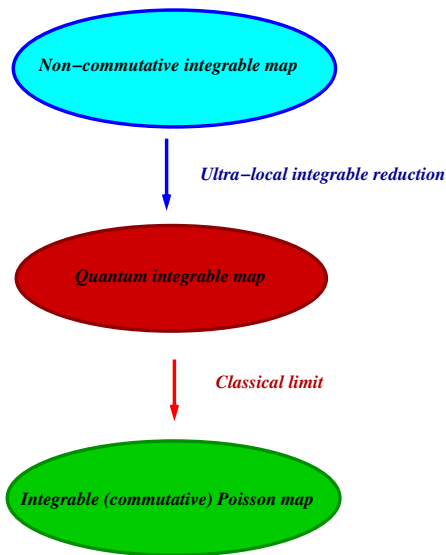 Non−commutative integrable map
Ultra−local integrable reduction
Quantum integrable map
Classical limit
Integrable (commutative) Poisson map